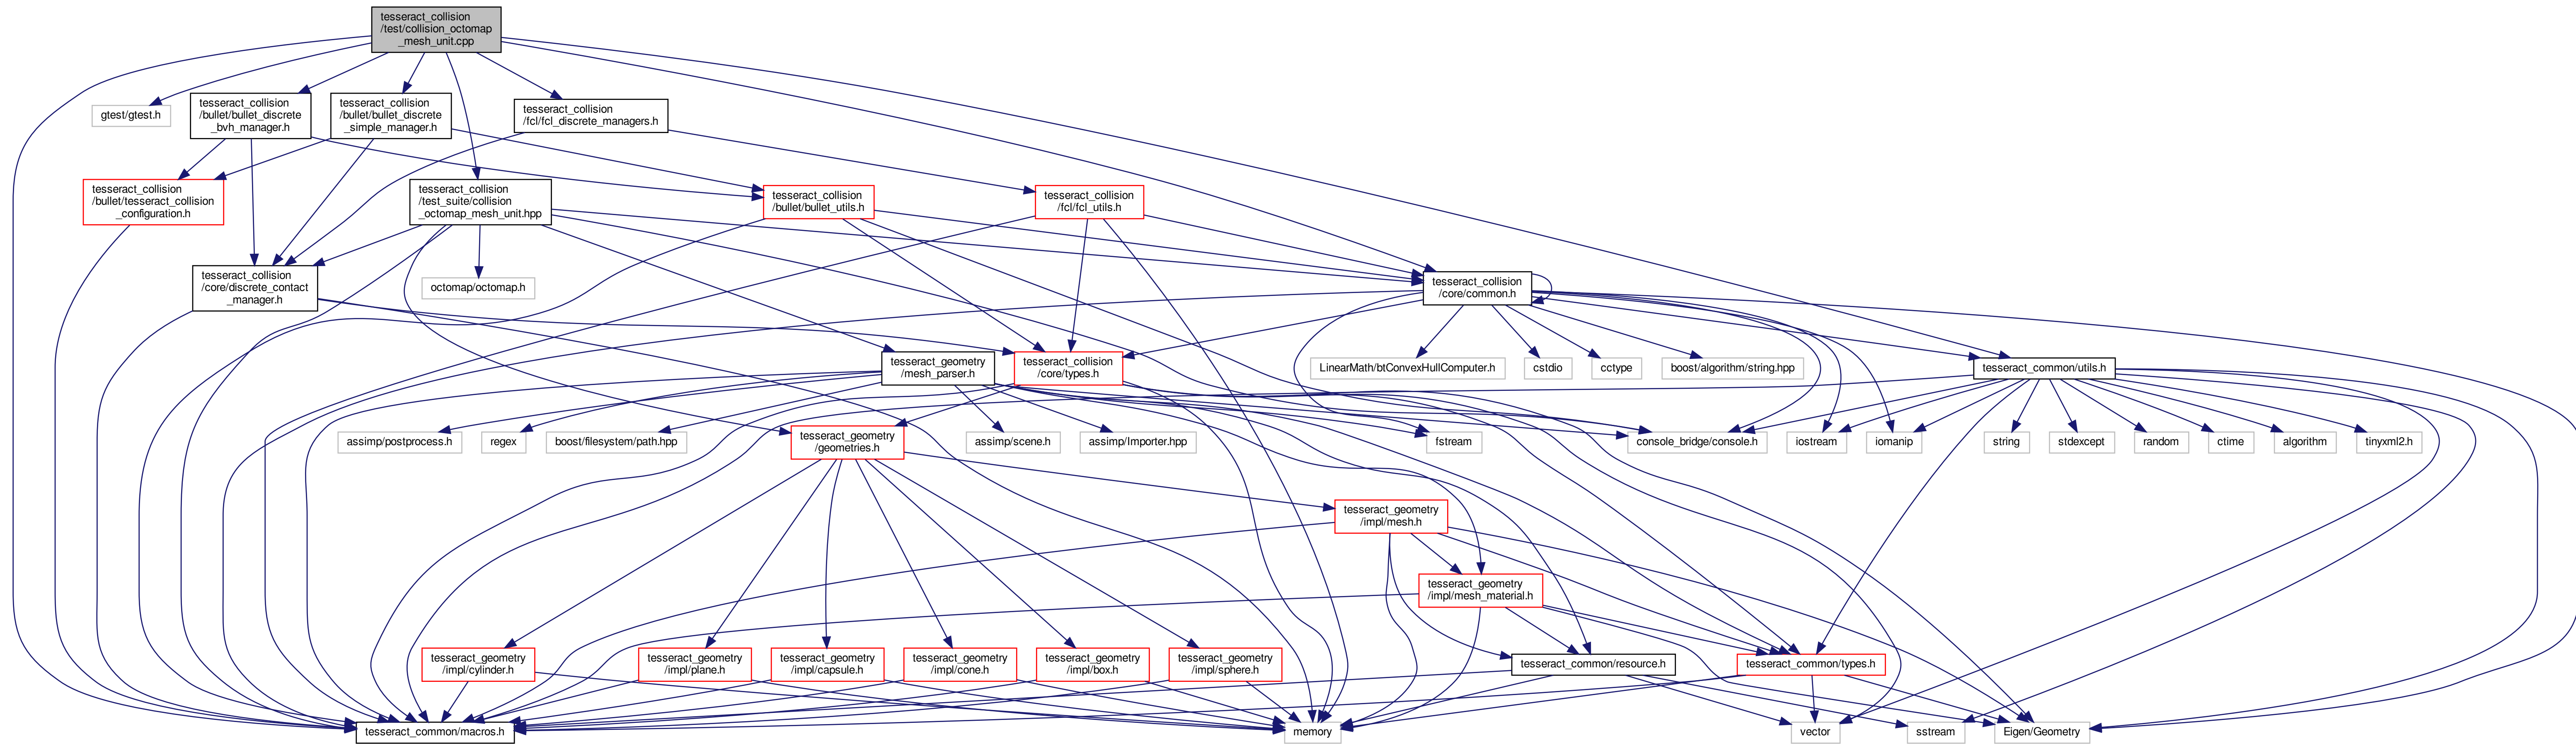 tesseract_collision
/test/collision_octomap
_mesh_unit.cpp
gtest/gtest.h
tesseract_collision
/bullet/bullet_discrete
_bvh_manager.h
tesseract_collision
/bullet/bullet_discrete
_simple_manager.h
tesseract_collision
/fcl/fcl_discrete_managers.h
tesseract_collision
/bullet/tesseract_collision
_configuration.h
tesseract_collision
/test_suite/collision
_octomap_mesh_unit.hpp
tesseract_collision
/bullet/bullet_utils.h
tesseract_collision
/fcl/fcl_utils.h
tesseract_collision
/core/discrete_contact
_manager.h
octomap/octomap.h
tesseract_collision
/core/common.h
tesseract_geometry
/mesh_parser.h
tesseract_collision
/core/types.h
LinearMath/btConvexHullComputer.h
cstdio
cctype
boost/algorithm/string.hpp
tesseract_common/utils.h
assimp/postprocess.h
regex
boost/filesystem/path.hpp
tesseract_geometry
/geometries.h
assimp/scene.h
assimp/Importer.hpp
fstream
console_bridge/console.h
iostream
iomanip
string
stdexcept
random
ctime
algorithm
tinyxml2.h
tesseract_geometry
/impl/mesh.h
tesseract_geometry
/impl/mesh_material.h
tesseract_geometry
/impl/cylinder.h
tesseract_geometry
/impl/plane.h
tesseract_geometry
/impl/capsule.h
tesseract_geometry
/impl/cone.h
tesseract_geometry
/impl/box.h
tesseract_geometry
/impl/sphere.h
tesseract_common/resource.h
tesseract_common/types.h
tesseract_common/macros.h
memory
vector
sstream
Eigen/Geometry